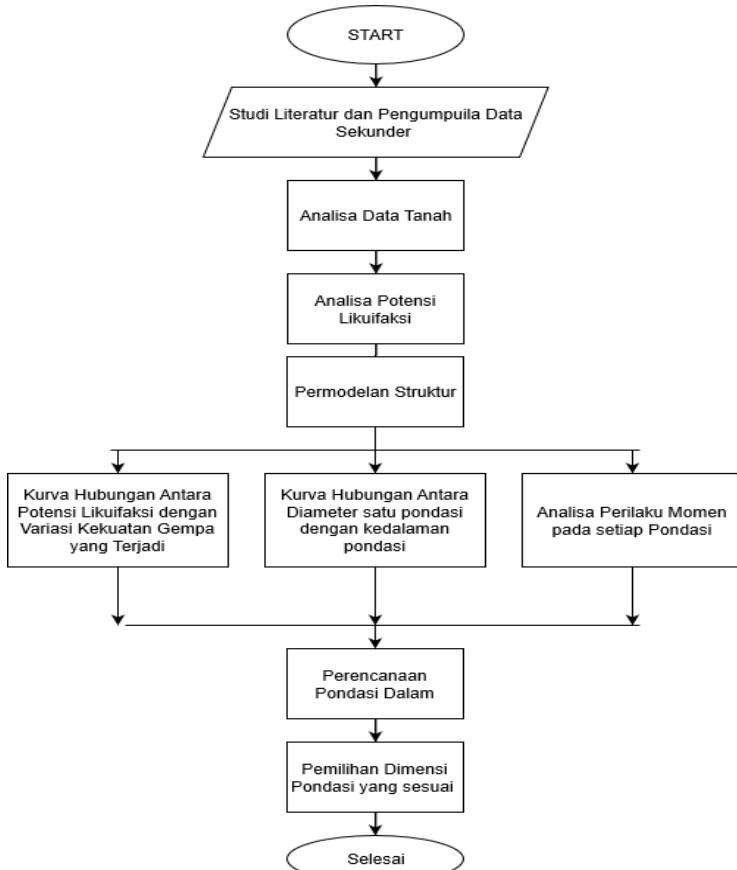 START
Studi Literatur dan Pengumpuila Data
Sekunder
Analisa Data Tanah
Analisa Potensi
Likuifaksi
Permodelan Struktur
Kurva Hubungan Antara
Potensi Likuifaksi dengan
Variasi Kekuatan Gempa
yang Terjadi
Kurva Hubungan Antara
Diameter satu pondasi
dengan kedalaman
pondasi
Analisa Perilaku Momen
pada setiap Pondasi
Perencanaan
Pondasi Dalam
Pemilihan Dimensi
Pondasi yang sesuai
Selesai